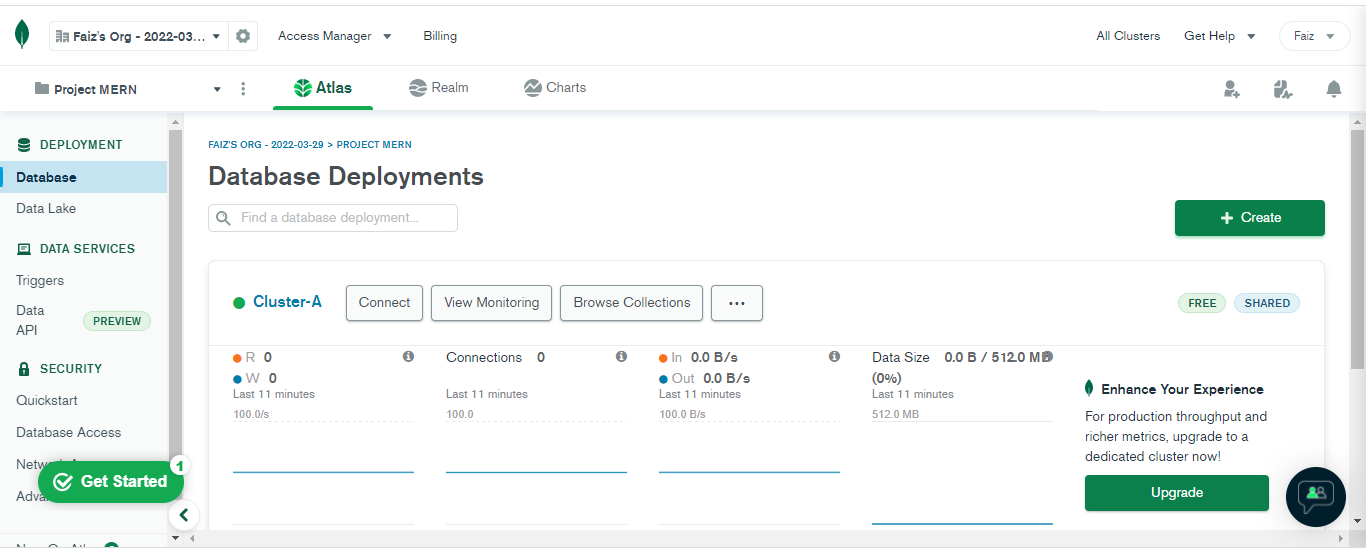 Faiz's Org - 2022-03...
Access Manager
Billing
All Clusters
Get Help
Faiz
Project MERN
Atlas
Realm
Charts
DEPLOYMENT
Database
Data Lake
DATA SERVICES
Triggers
Data
API
PREVIEW
SECURITY
Quickstart
Database Access
Get Started
1
FAIZ'S ORG - 2022-03-29 > PROJECT MERN
Database Deployments
Find a database deployment...
+ Create
Cluster-A
Connect
View Monitoring
Browse Collections
...
FREE
SHARED
R 0
W 0
Last 11 minutes
100.0/s
Connections 0
Last 11 minutes
100.0
In 0.0 B/s
Out 0.0 B/s
Last 11 minutes
100.0 B/s
Data Size 0.0 B / 512.0 MB
(0%)
Last 11 minutes
512.0 MB
Enhance Your Experience
For production throughput and
richer metrics, upgrade to a
dedicated cluster now!
Upgrade